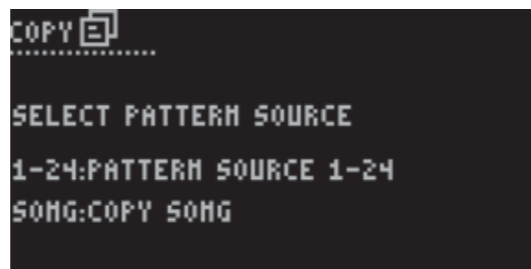 COPY
SELECT PATTERN SOURCE
1-24:PATTERN SOURCE 1-24
SONG:COPY SONG